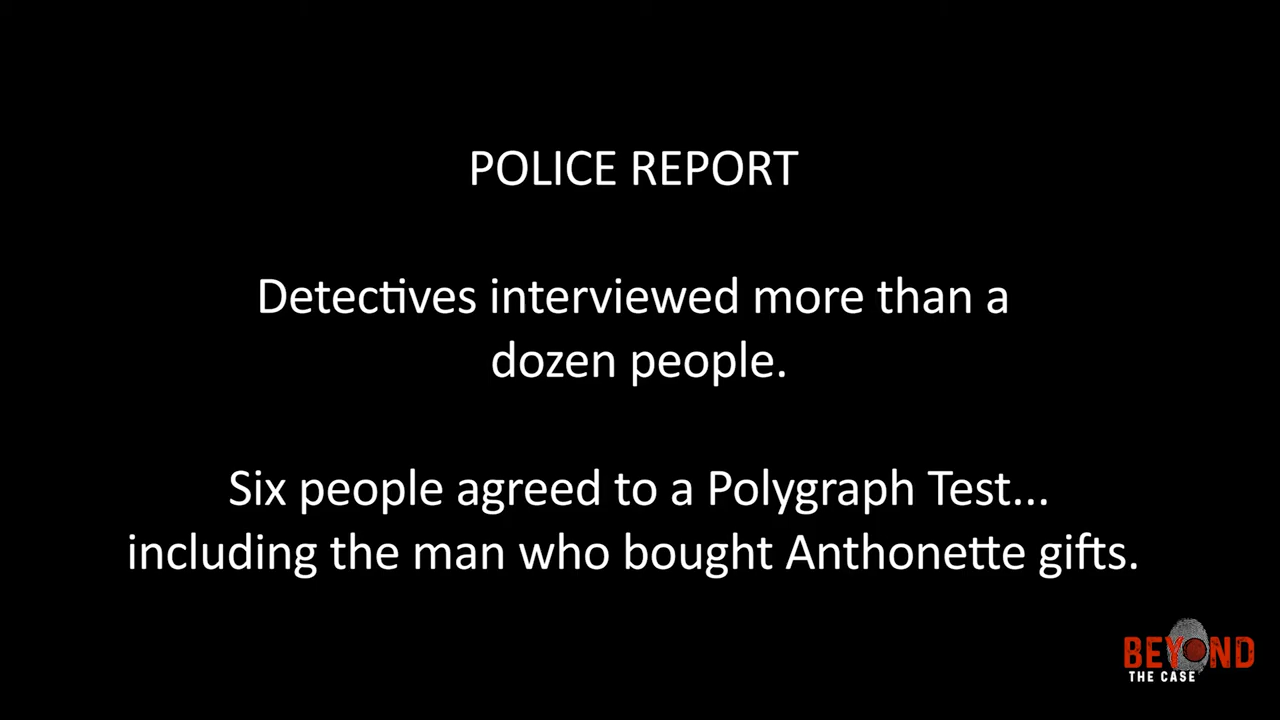 POLICE REPORT
Detectives interviewed more than a
dozen people.
Six people agreed to a Polygraph Test...
including the man who bought Anthonette gifts.
BEYOND
THE CASE